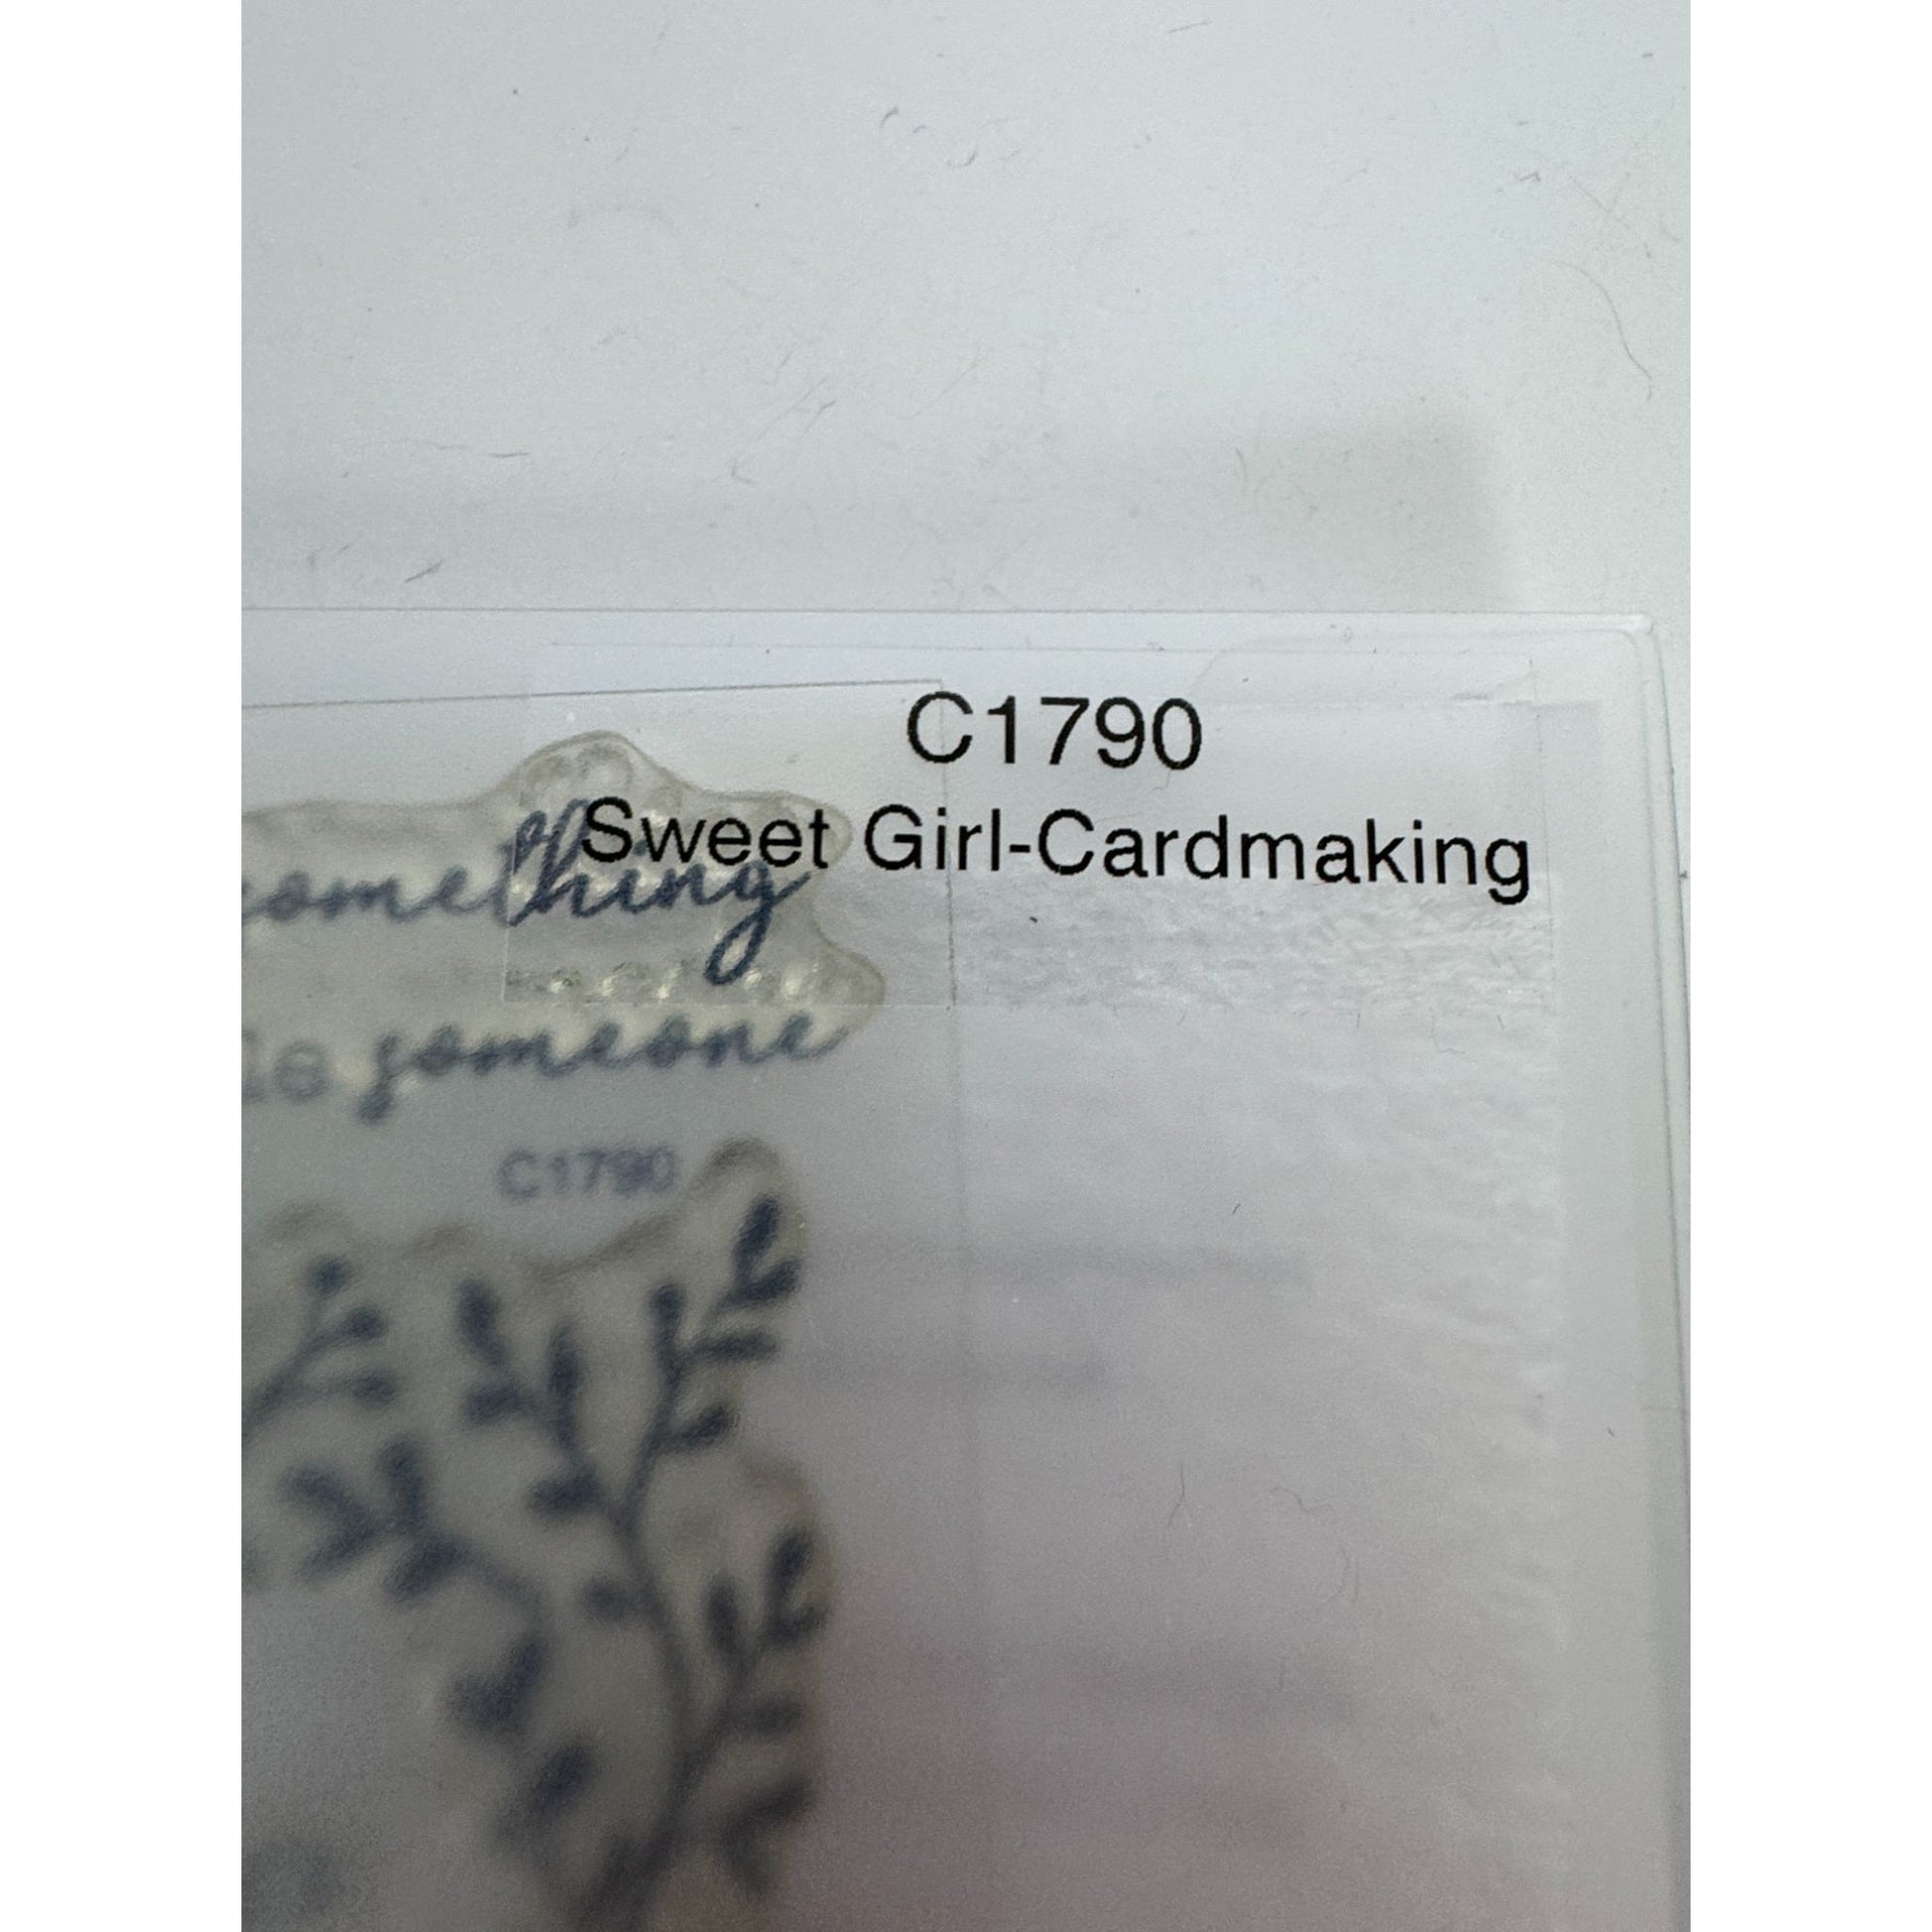 C1790
Sweet Girl-Cardmaking
something
someone
C1790